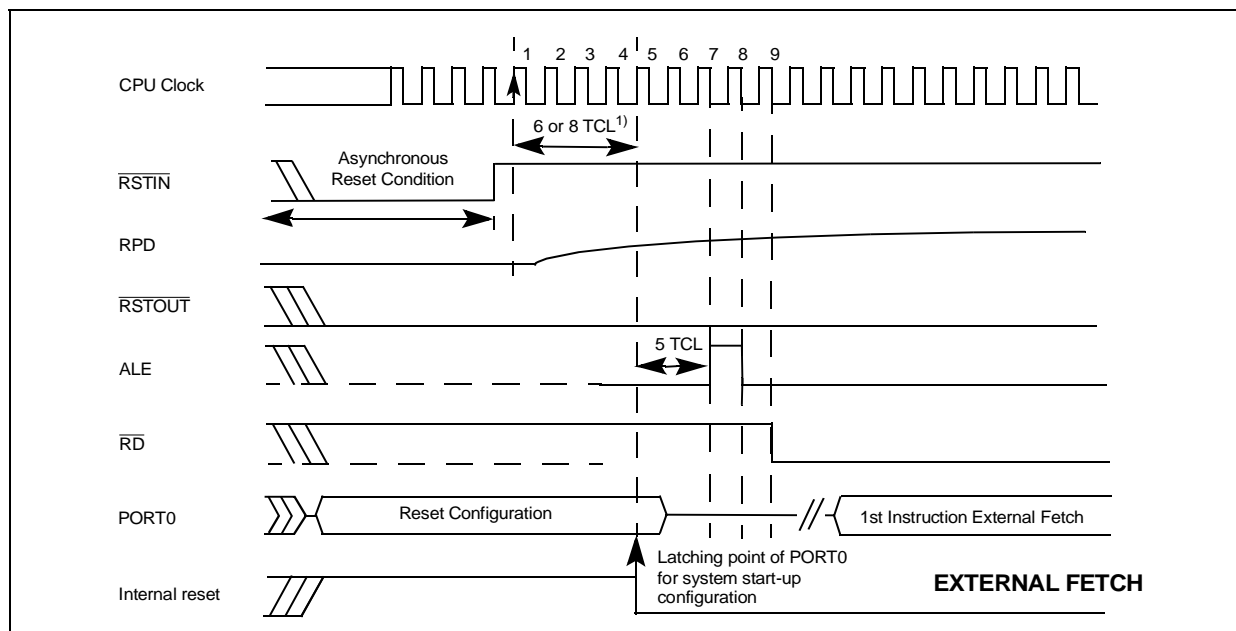 1 2 3 4 5 6 7 8 9
CPU Clock
6 or 8 TCL1)
Asynchronous
Reset Condition
RSTIN
RPD
RSTOUT
5 TCL
ALE
RD
PORT0
Reset Configuration
1st Instruction External Fetch
Latching point of PORT0
for system start-up
configuration
EXTERNAL FETCH
Internal reset